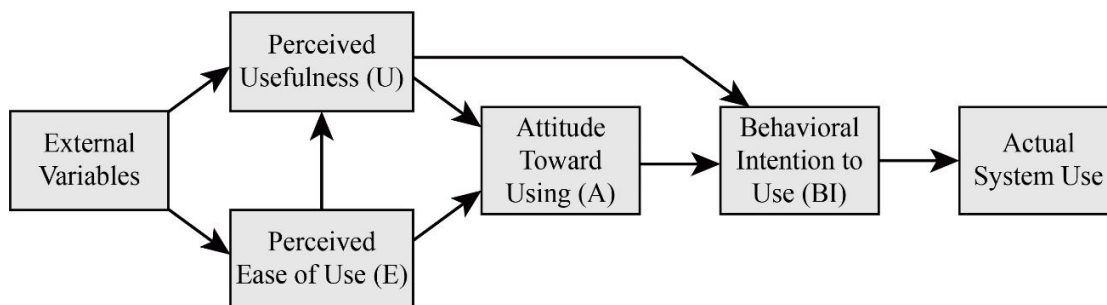 External
Variables
Perceived
Usefulness (U)
Perceived
Ease of Use (E)
Attitude
Toward
Using (A)
Behavioral
Intention to
Use (BI)
Actual
System Use